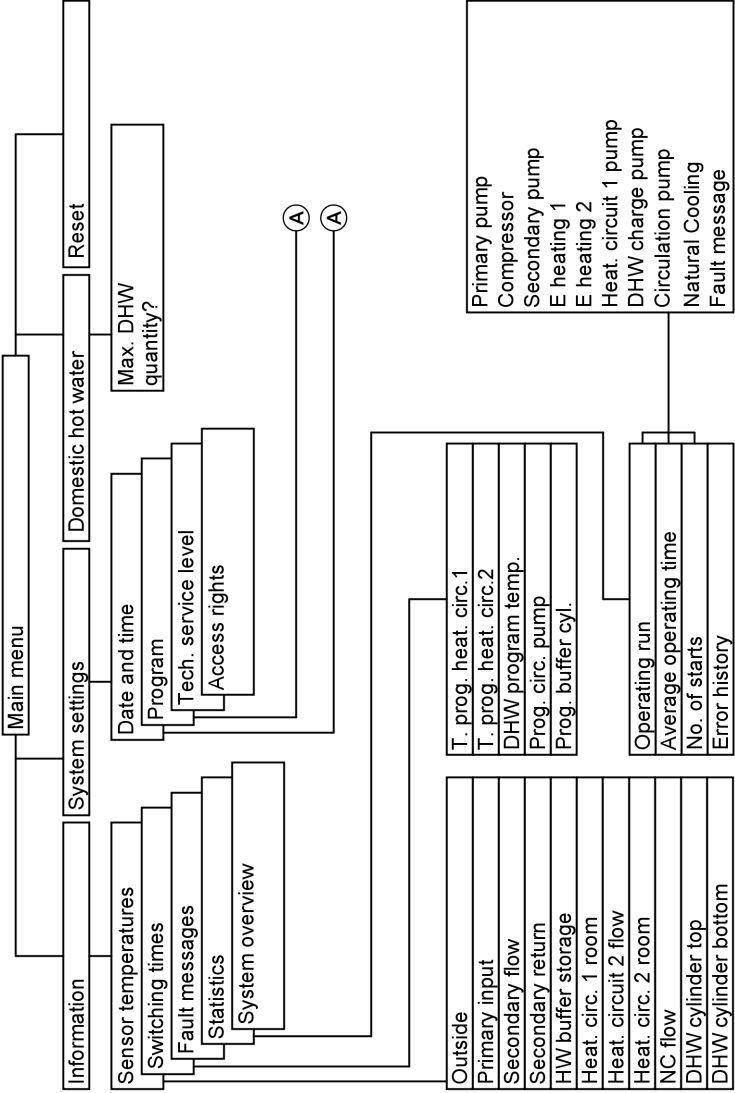 Main menu
Information
System settings
Domestic hot water
Reset
Sensor temperatures
Switching times
Fault messages
Statistics
System overview
Date and time
Program
Tech. service level
Access rights
Max. DHW
quantity?
A
A
Outside
Primary input
Secondary flow
Secondary return
HW buffer storage
Heat. circ. 1 room
Heat. circuit 2 flow
Heat. circ. 2 room
NC flow
DHW cylinder top
DHW cylinder bottom
T. prog. heat. circ.1
T. prog. heat. circ.2
DHW program temp.
Prog. circ. pump
Prog. buffer cyl.
Operating run
Average operating time
No. of starts
Error history
Primary pump
Compressor
Secondary pump
E heating 1
E heating 2
Heat. circuit 1 pump
DHW charge pump
Circulation pump
Natural Cooling
Fault message